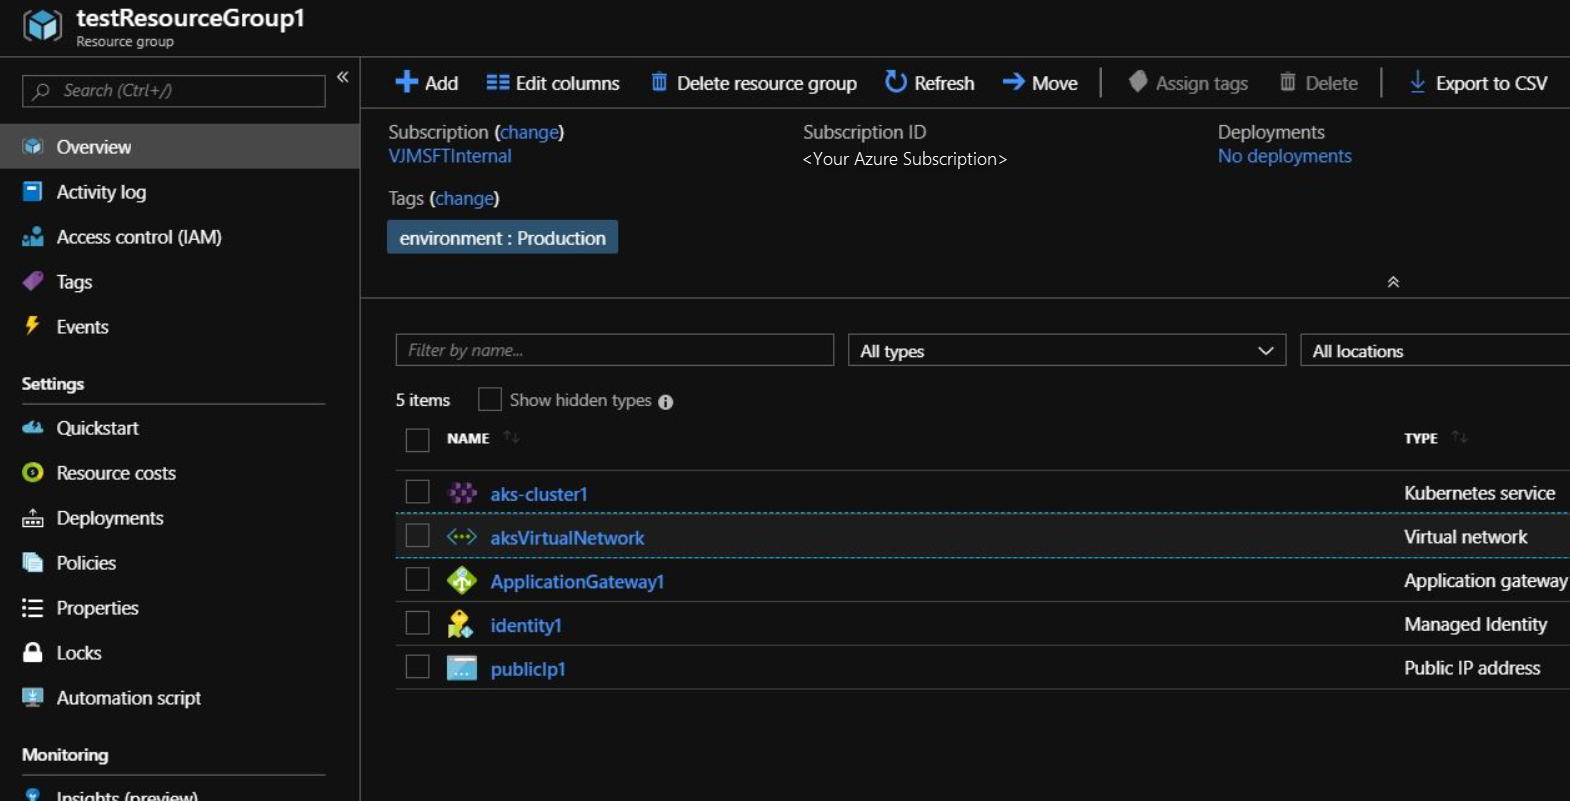 testResourceGroup1
Resource group
Search (Ctrl+/)
«
Overview
Activity log
Access control (IAM)
Tags
Events
Settings
Quickstart
Resource costs
Deployments
Policies
Properties
Locks
Automation script
Monitoring
Insights (preview)
Add Edit columns Delete resource group Refresh Move Assign tags Delete Export to CSV
Subscription (change)
VJMSFTInternal
Subscription ID
<Your Azure Subscription>
Deployments
No deployments
Tags (change)
environment : Production
Filter by name... All types All locations
5 items Show hidden types
NAME TYPE
aks-cluster1 Kubernetes service
aksVirtualNetwork Virtual network
ApplicationGateway1 Application gateway
identity1 Managed Identity
publicIp1 Public IP address